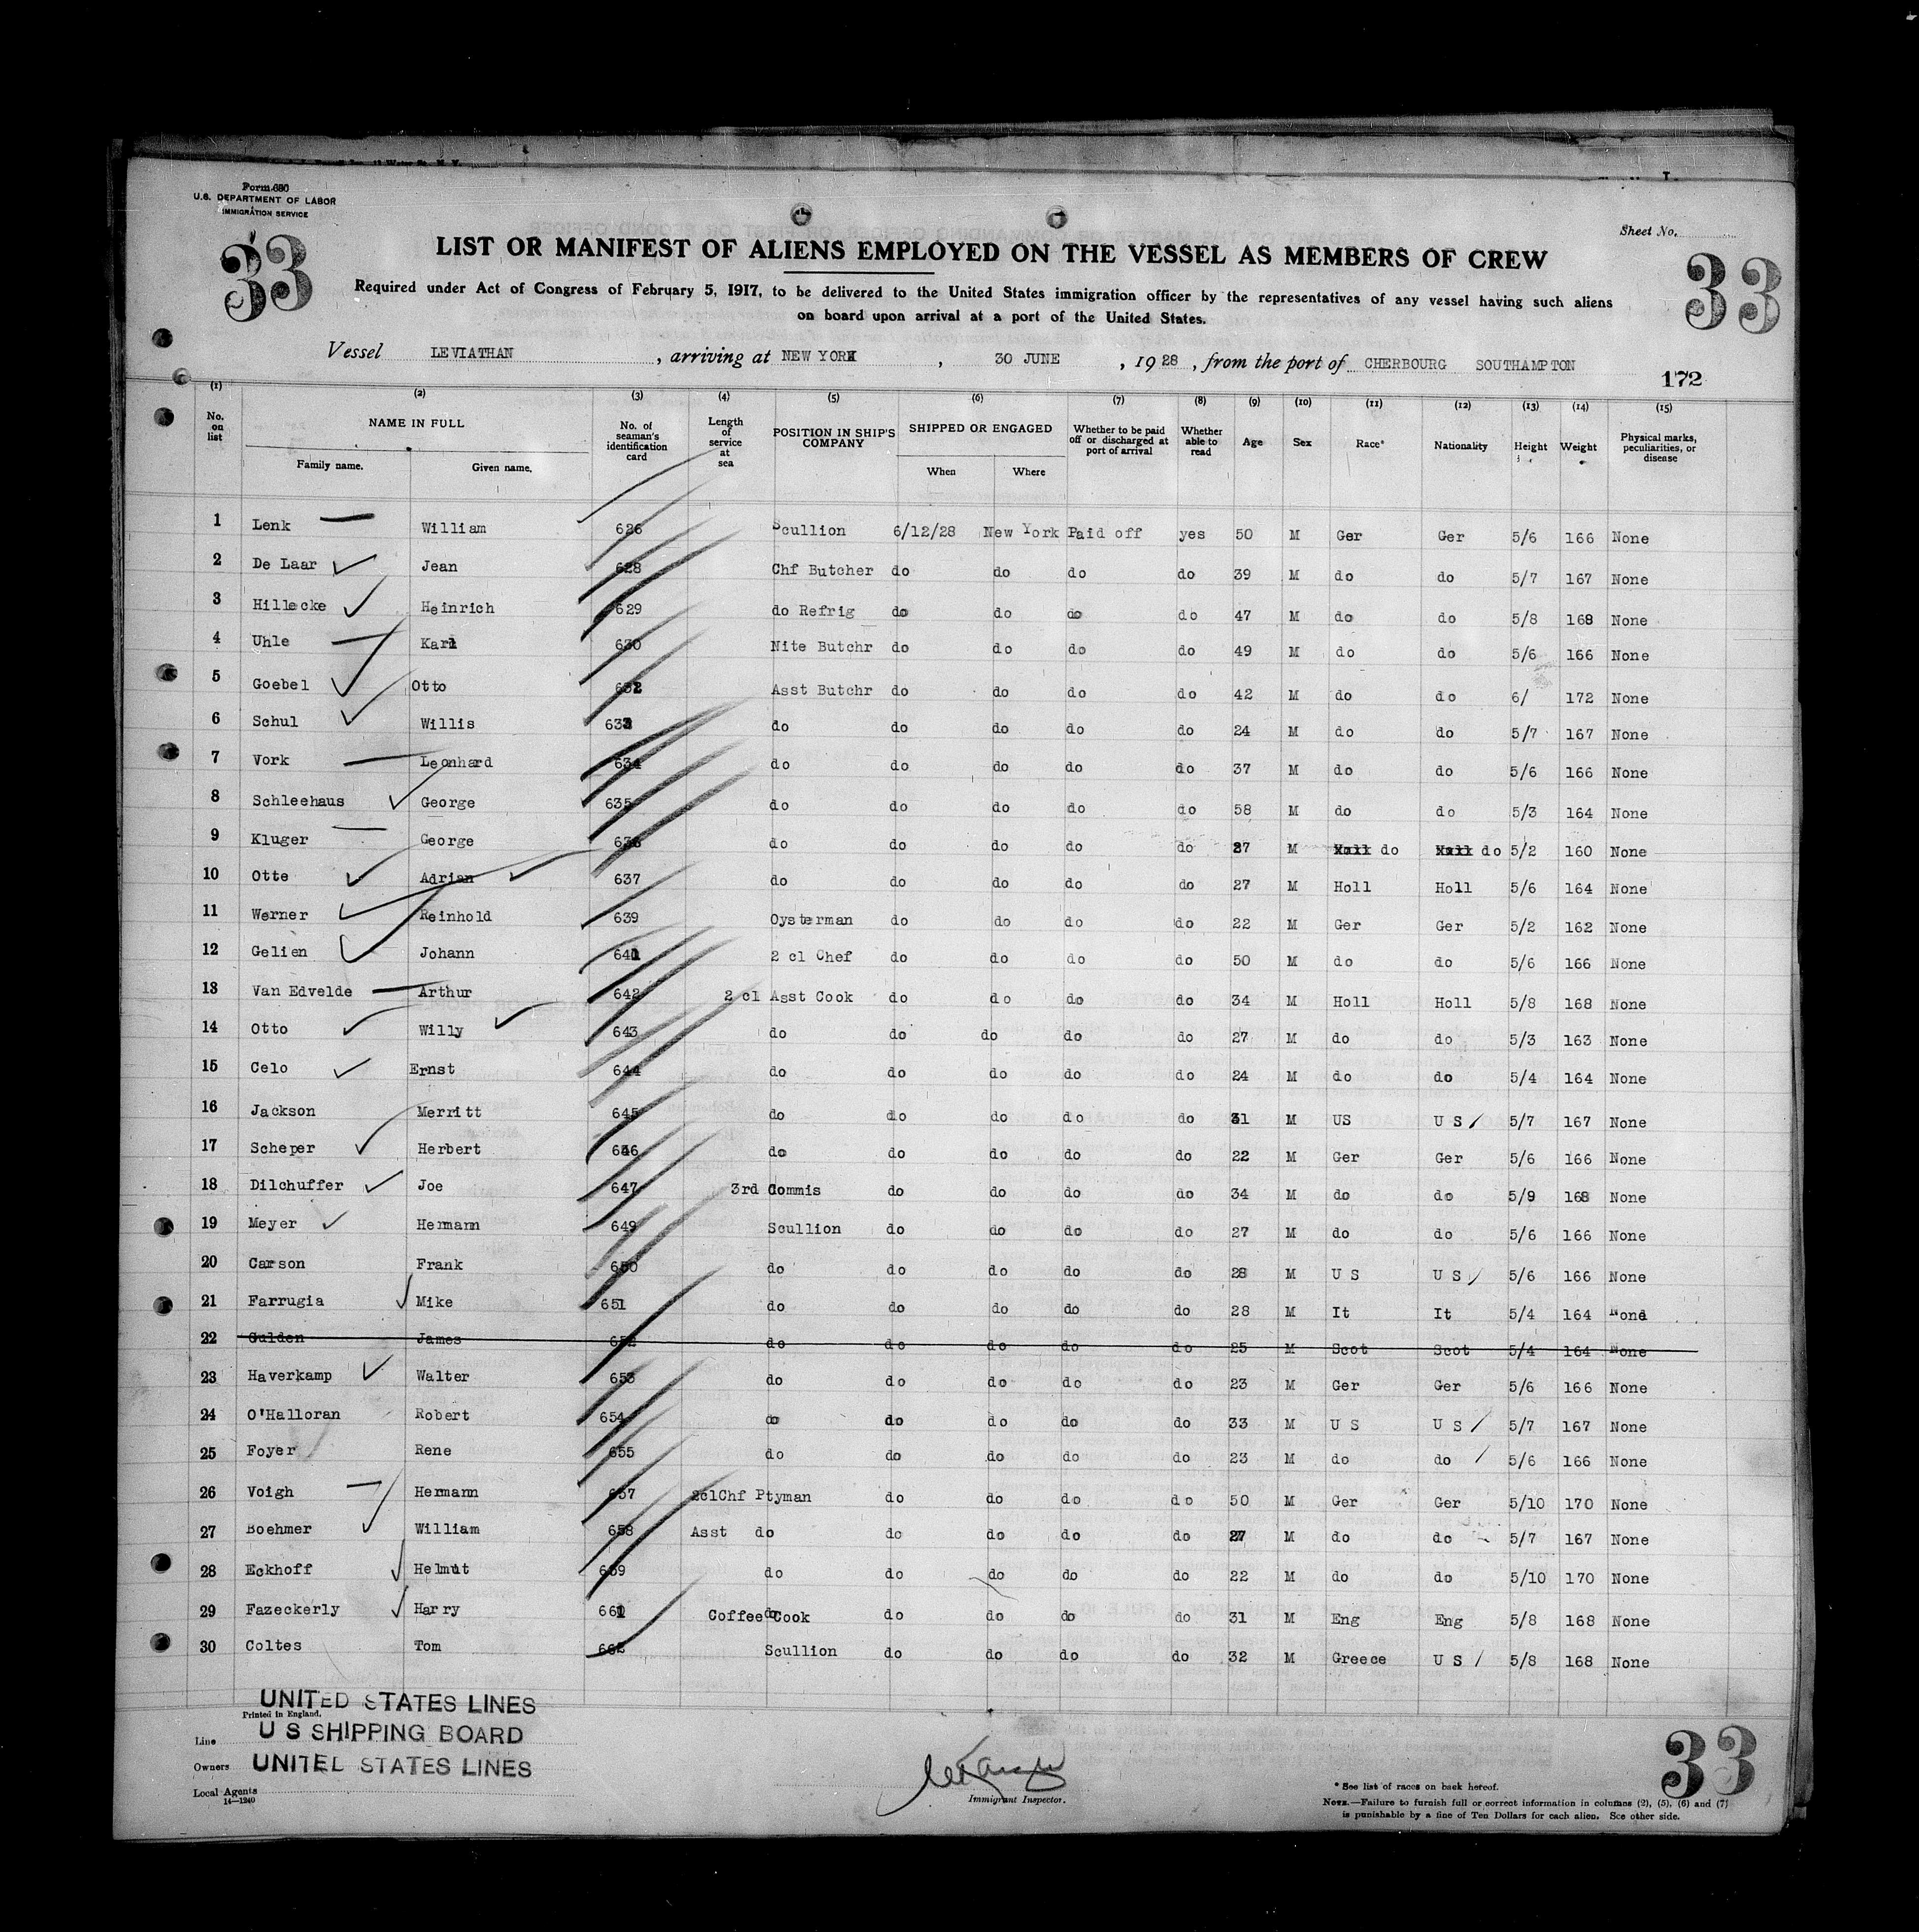 Form 680
U.S. DEPARTMENT OF LABOR
IMMIGRATION SERVICE
Sheet No.
33
33
LIST OR MANIFEST OF ALIENS EMPLOYED ON THE VESSEL AS MEMBERS OF CREW
Required under Act of Congress of February 5, 1917, to be delivered to the United States immigration officer by the representatives of any vessel having such aliens
on board upon arrival at a port of the United States.
Vessel LEVIATHAN, arriving at NEW YORK, 30 JUNE, 1928, from the port of CHERBOURG SOUTHAMPTON
172
(1) (2) (3) (4) (5) (6) (7) (8) (9) (10) (11) (12) (13) (14) (15)
No. on list NAME IN FULL Family name. Given name. No. of seaman's identification card Length of service at sea POSITION IN SHIP'S COMPANY SHIPPED OR ENGAGED When Where Whether to be paid off or discharged at port of arrival Whether able to read Age Sex Race* Nationality Height Weight Physical marks, peculiarities, or disease
1 Lenk William 626 Scullion 6/12/28 New York Paid off yes 50 M Ger Ger 5/6 166 None
2 De Laar Jean 628 Chf Butcher do do do do 39 M do do 5/7 167 None
3 Hillecke Heinrich 629 do Refrig do do do do 47 M do do 5/8 168 None
4 Uhle Karl 630 Nite Butchr do do do do 49 M do do 5/6 166 None
5 Goebel Otto 632 Asst Butchr do do do do 42 M do do 6/ 172 None
6 Schul Willis 633 do do do do do 24 M do do 5/7 167 None
7 Vork Leonhard 634 do do do do do 37 M do do 5/6 166 None
8 Schleehaus George 635 do do do do do 58 M do do 5/3 164 None
9 Kluger George 636 do do do do do 27 M do do 5/2 160 None
10 Otte Adrian 637 do do do do do 27 M Holl Holl 5/6 164 None
11 Werner Reinhold 639 Oysterman do do do do 22 M Ger Ger 5/2 162 None
12 Gelien Johann 641 2 cl Chef do do do do 50 M do do 5/6 166 None
13 Van Edvelde Arthur 642 2 cl Asst Cook do do do do 34 M Holl Holl 5/8 168 None
14 Otto Willy 643 do do do do do 27 M do do 5/3 163 None
15 Celo Ernst 644 do do do do do 24 M do do 5/4 164 None
16 Jackson Merritt 645 do do do do do 31 M US U S 5/7 167 None
17 Scheper Herbert 646 do do do do do 22 M Ger Ger 5/6 166 None
18 Dilchuffer Joe 647 3rd Commis do do do do 34 M do do 5/9 168 None
19 Meyer Hermann 649 Scullion do do do do 27 M do do 5/6 166 None
20 Carson Frank 650 do do do do do 28 M U S U S 5/6 166 None
21 Farrugia Mike 651 do do do do do 28 M It It 5/4 164 None
22 Gulden James 652 do do do do do 25 M Scot Scot 5/4 164 None
23 Haverkamp Walter 653 do do do do do 23 M Ger Ger 5/6 166 None
24 O'Halloran Robert 654 do do do do do 33 M U S U S 5/7 167 None
25 Foyer Rene 655 do do do do do 23 M do do 5/6 166 None
26 Voigh Hermann 657 2clChf Ptyman do do do do 50 M Ger Ger 5/10 170 None
27 Boehmer William 658 Asst do do do do do 27 M do do 5/7 167 None
28 Eckhoff Helmut 659 do do do do do 22 M do do 5/10 170 None
29 Fazeckerly Harry 661 Coffee Cook do do do do 31 M Eng Eng 5/8 168 None
30 Coltes Tom 662 Scullion do do do do 32 M Greece U S 5/8 168 None
UNITED STATES LINES
Printed in England.
Line U S SHIPPING BOARD
Owners UNITED STATES LINES
Local Agents
14—1240
Immigrant Inspector.
33
* See list of races on back hereof.
NOTE.—Failure to furnish full or correct information in columns (2), (5), (6) and (7)
is punishable by a fine of Ten Dollars for each alien. See other side.